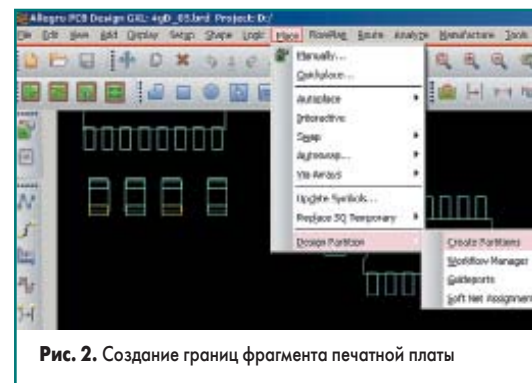 Allegro PCB Design GXL: 4yD_03.brd Project: D:/
File Edit View Add Display Setup Shape Logic Place FlowPlan Route Analyze Manufacture Tools
Manually...
Quickplace...
Autoplace
Interactive
Swap
Autoswap...
Via Arrays
Update Symbols...
Replace SQ Temporary
Design Partition
Create Partitions
Workflow Manager
Guideports
Soft Net Assignment
Рис. 2. Создание границ фрагмента печатной платы